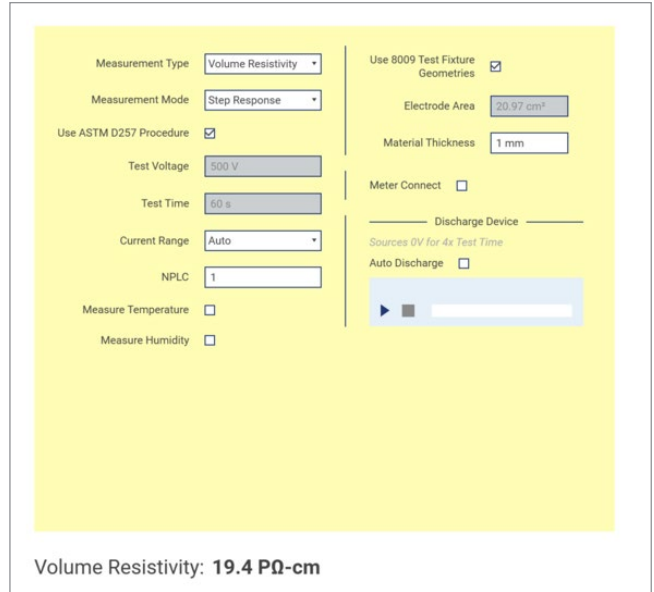 Measurement Type
Volume Resistivity
Measurement Mode
Step Response
Use ASTM D257 Procedure
Test Voltage
500 V
Test Time
60 s
Current Range
Auto
NPLC
1
Measure Temperature
Measure Humidity
Use 8009 Test Fixture
Geometries
Electrode Area
20.97 cm²
Material Thickness
1 mm
Meter Connect
Discharge Device
Sources 0V for 4x Test Time
Auto Discharge
Volume Resistivity: 19.4 PΩ-cm